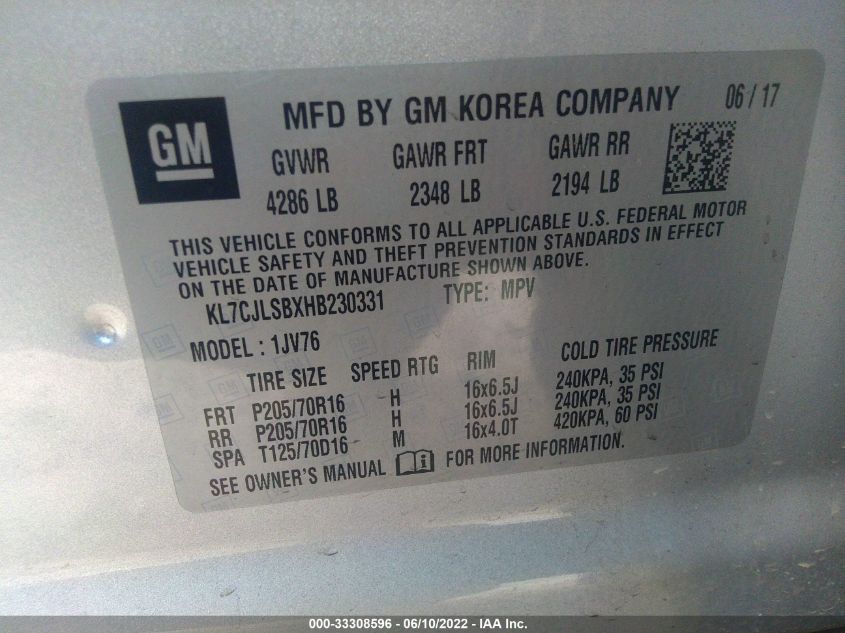 GM
MFD BY GM KOREA COMPANY 06 / 17
GVWR GAWR FRT GAWR RR
4286 LB 2348 LB 2194 LB
THIS VEHICLE CONFORMS TO ALL APPLICABLE U.S. FEDERAL MOTOR
VEHICLE SAFETY AND THEFT PREVENTION STANDARDS IN EFFECT
ON THE DATE OF MANUFACTURE SHOWN ABOVE.
KL7CJLSBXHB230331 TYPE: MPV
MODEL : 1JV76
TIRE SIZE SPEED RTG RIM COLD TIRE PRESSURE
FRT P205/70R16 H 16x6.5J 240KPA, 35 PSI
RR P205/70R16 H 16x6.5J 240KPA, 35 PSI
SPA T125/70D16 M 16x4.0T 420KPA, 60 PSI
SEE OWNER'S MANUAL FOR MORE INFORMATION.
000-33308596 - 06/10/2022 - IAA Inc.